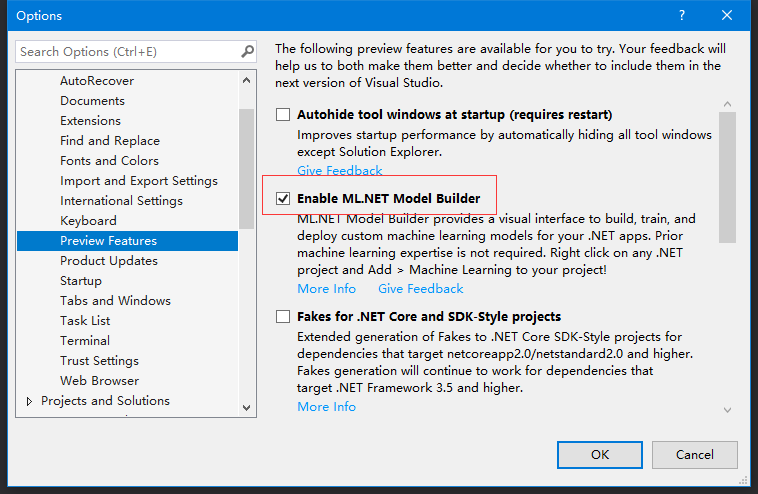 Options
Search Options (Ctrl+E)
AutoRecover
Documents
Extensions
Find and Replace
Fonts and Colors
Import and Export Settings
International Settings
Keyboard
Preview Features
Product Updates
Startup
Tabs and Windows
Task List
Terminal
Trust Settings
Web Browser
Projects and Solutions
The following preview features are available for you to try. Your feedback will
help us to both make them better and decide whether to include them in the
next version of Visual Studio.
Autohide tool windows at startup (requires restart)
Improves startup performance by automatically hiding all tool windows
except Solution Explorer.
Give Feedback
Enable ML.NET Model Builder
ML.NET Model Builder provides a visual interface to build, train, and
deploy custom machine learning models for your .NET apps. Prior
machine learning expertise is not required. Right click on any .NET
project and Add > Machine Learning to your project!
More Info Give Feedback
Fakes for .NET Core and SDK-Style projects
Extended generation of Fakes to .NET Core SDK-Style projects for
dependencies that target netcoreapp2.0/netstandard2.0 and higher.
Fakes generation will continue to work for dependencies that
target .NET Framework 3.5 and higher.
More Info
OK Cancel